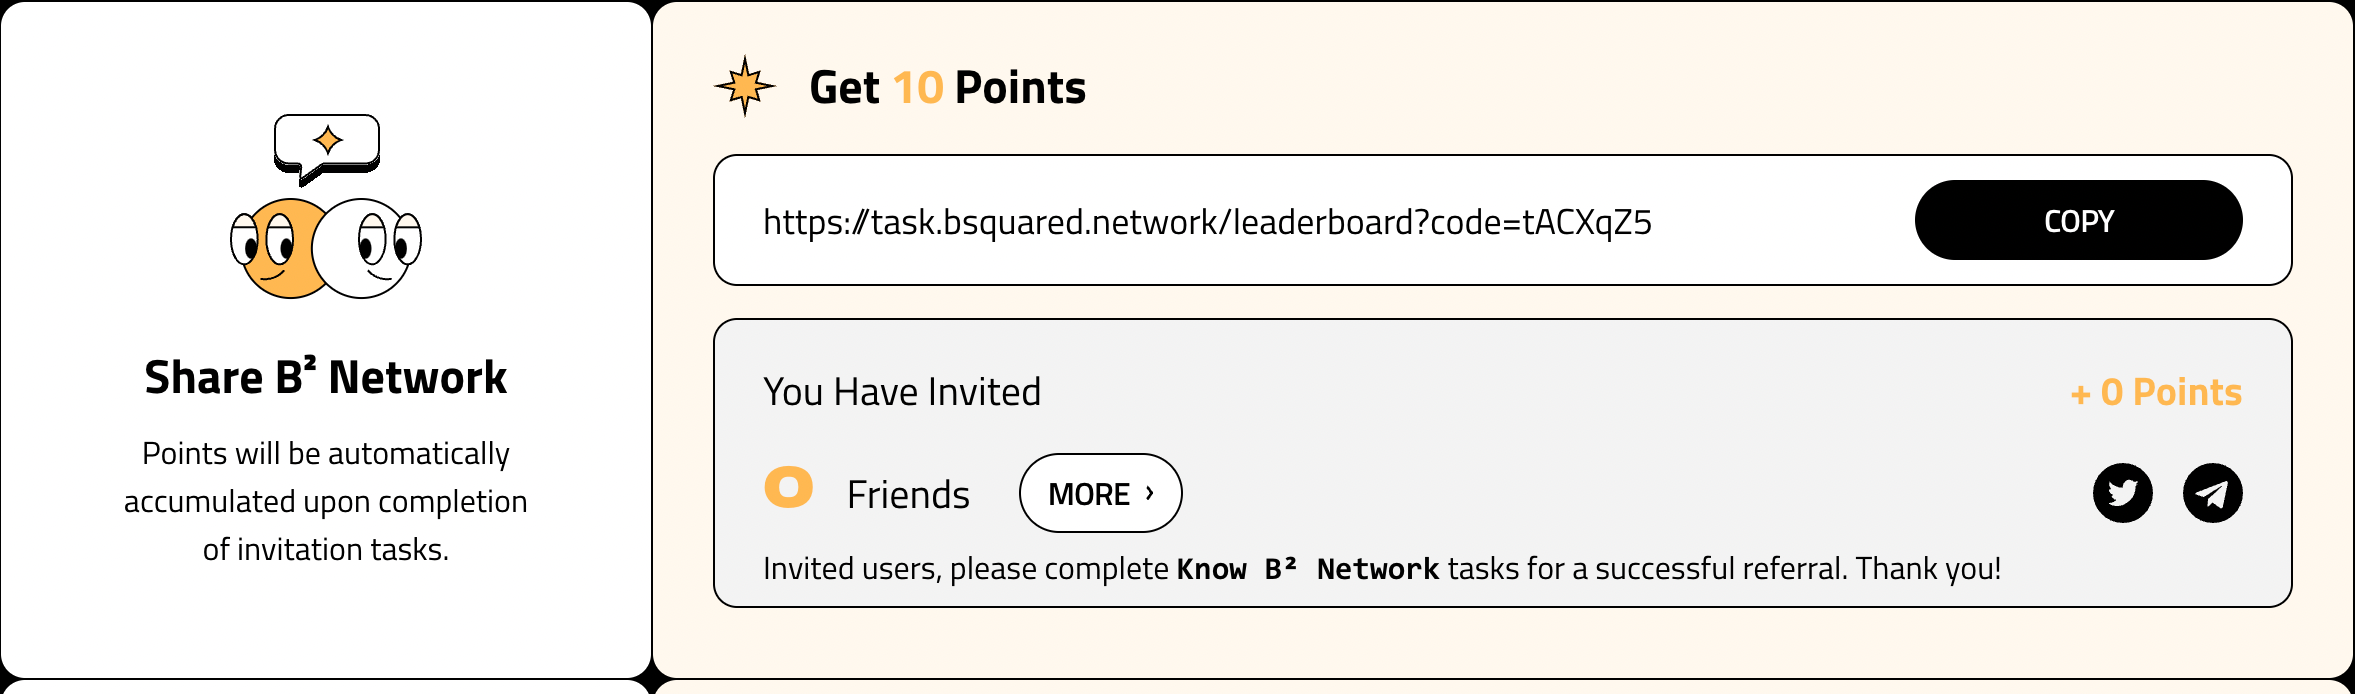 Share B² Network
Points will be automatically
accumulated upon completion
of invitation tasks.
Get 10 Points
https://task.bsquared.network/leaderboard?code=tACXqZ5
COPY
You Have Invited
+ 0 Points
0 Friends
MORE ›
Invited users, please complete Know B² Network tasks for a successful referral. Thank you!